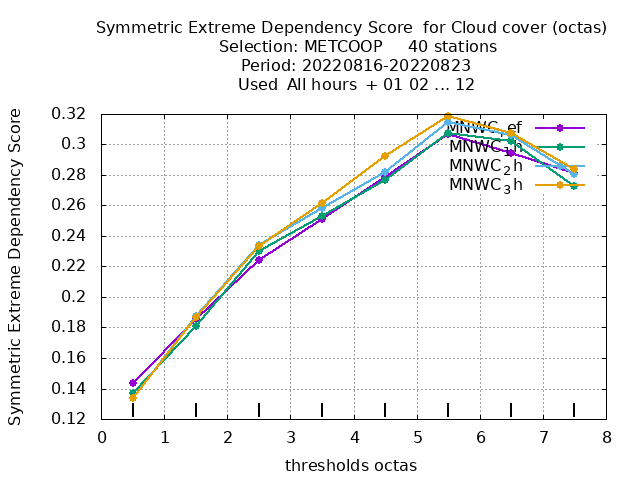 Symmetric Extreme Dependency Score  for Cloud cover (octas)
Selection: METCOOP     40 stations
Period: 20220816-20220823
Used  All hours  + 01 02 ... 12
Symmetric Extreme Dependency Score
0.32
0.3
0.28
0.26
0.24
0.22
0.2
0.18
0.16
0.14
0.12
MNWC_ref
MNWC_1h
MNWC_2h
MNWC_3h
0 1 2 3 4 5 6 7 8
thresholds octas